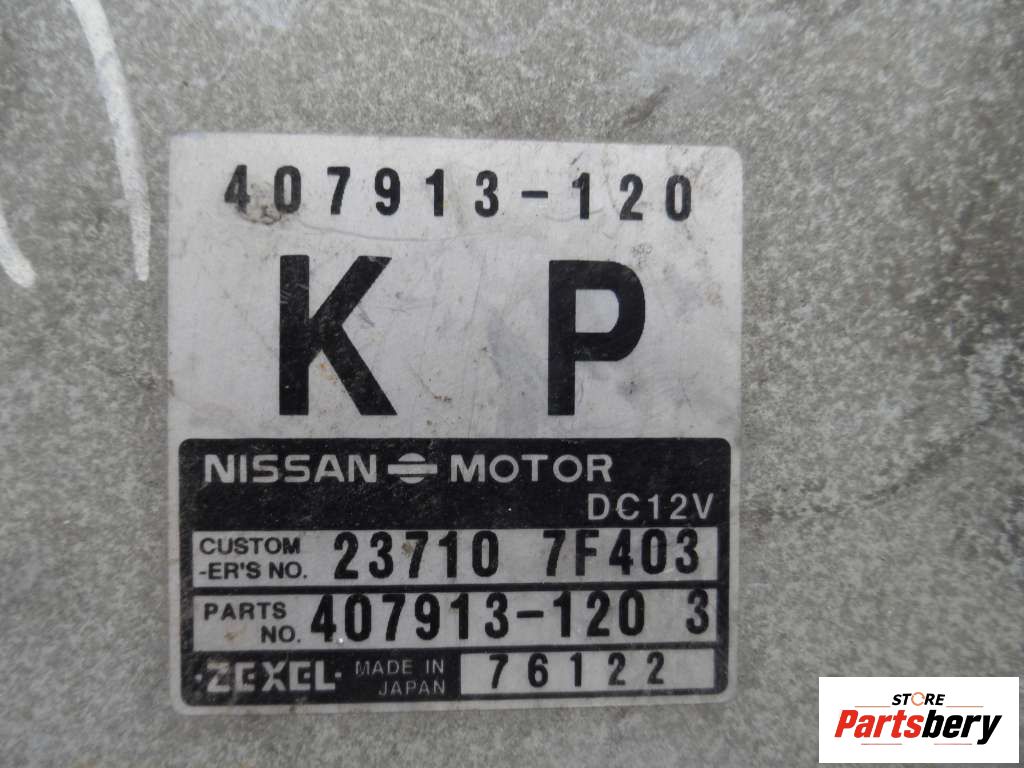 407913-120
K P
NISSAN MOTOR
DC12V
CUSTOM
-ER'S NO. 23710 7F403
PARTS
NO. 407913-120 3
·ZEXEL· MADE IN
JAPAN 76122
STORE
Partsbery